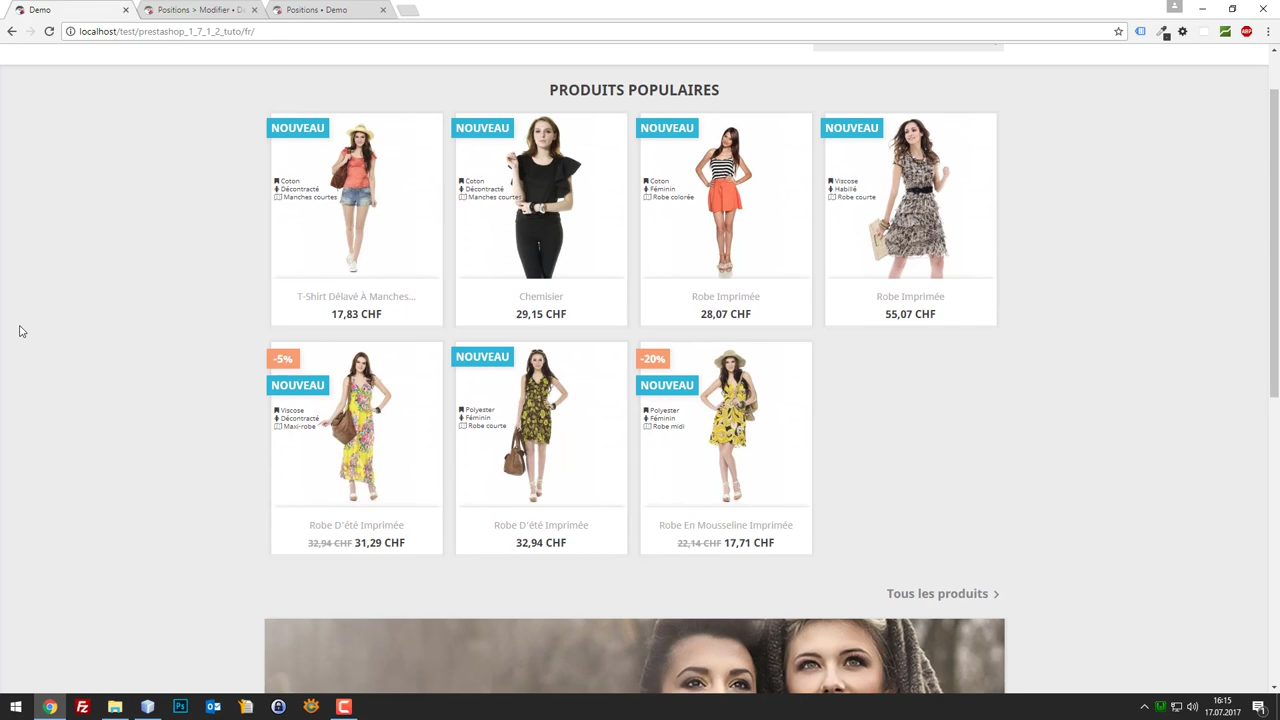 Demo
Positions > Modifier • De
Positions • Demo
localhost/test/prestashop_1_7_1_2_tuto/fr/
ABP
PRODUITS POPULAIRES
NOUVEAU
Coton
Décontracté
Manches courtes
T-Shirt Délavé À Manches...
17,83 CHF
NOUVEAU
Coton
Décontracté
Manches courtes
Chemisier
29,15 CHF
NOUVEAU
Coton
Féminin
Robe colorée
Robe Imprimée
28,07 CHF
NOUVEAU
Viscose
Habillé
Robe courte
Robe Imprimée
55,07 CHF
-5%
NOUVEAU
Viscose
Décontracté
Maxi-robe
Robe D'été Imprimée
32,94 CHF 31,29 CHF
NOUVEAU
Polyester
Féminin
Robe courte
Robe D'été Imprimée
32,94 CHF
-20%
NOUVEAU
Polyester
Féminin
Robe midi
Robe En Mousseline Imprimée
22,14 CHF 17,71 CHF
Tous les produits
16:15
17.07.2017